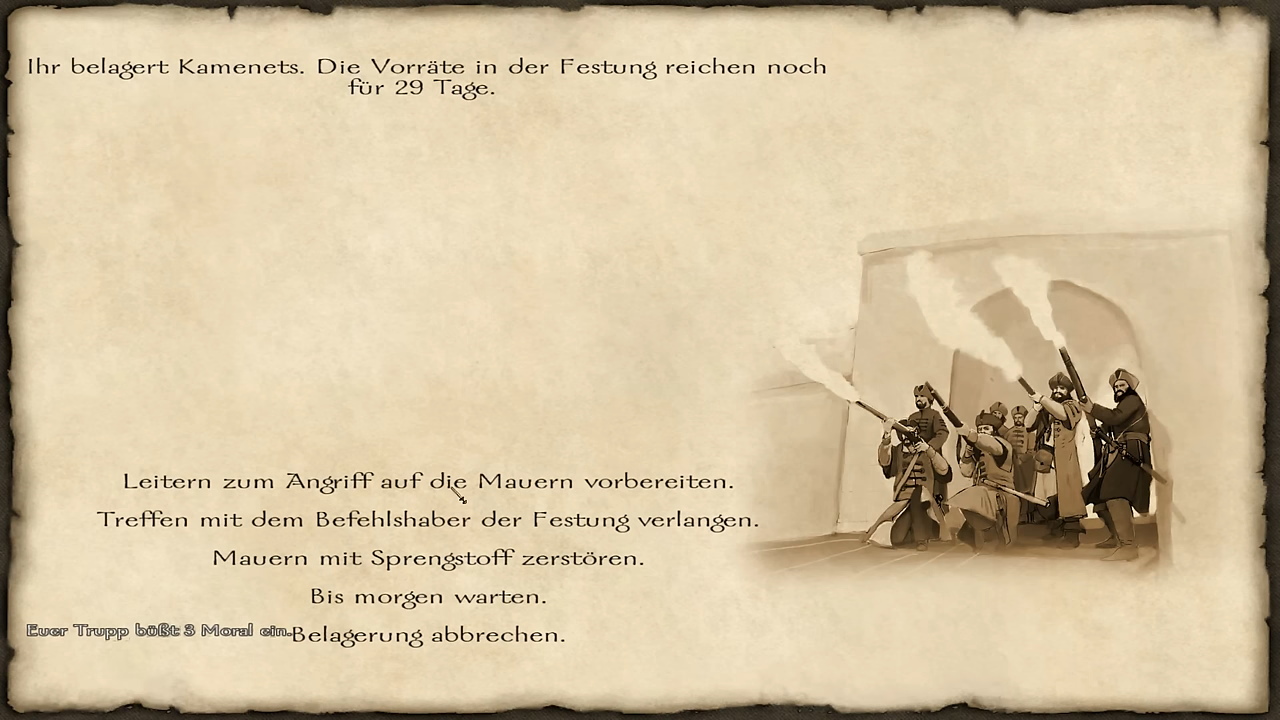 Ihr belagert Kamenets. Die Vorräte in der Festung reichen noch
für 29 Tage.
Leitern zum Angriff auf die Mauern vorbereiten.
Treffen mit dem Befehlshaber der Festung verlangen.
Mauern mit Sprengstoff zerstören.
Bis morgen warten.
Euer Trupp büßt 3 Moral ein.
Belagerung abbrechen.